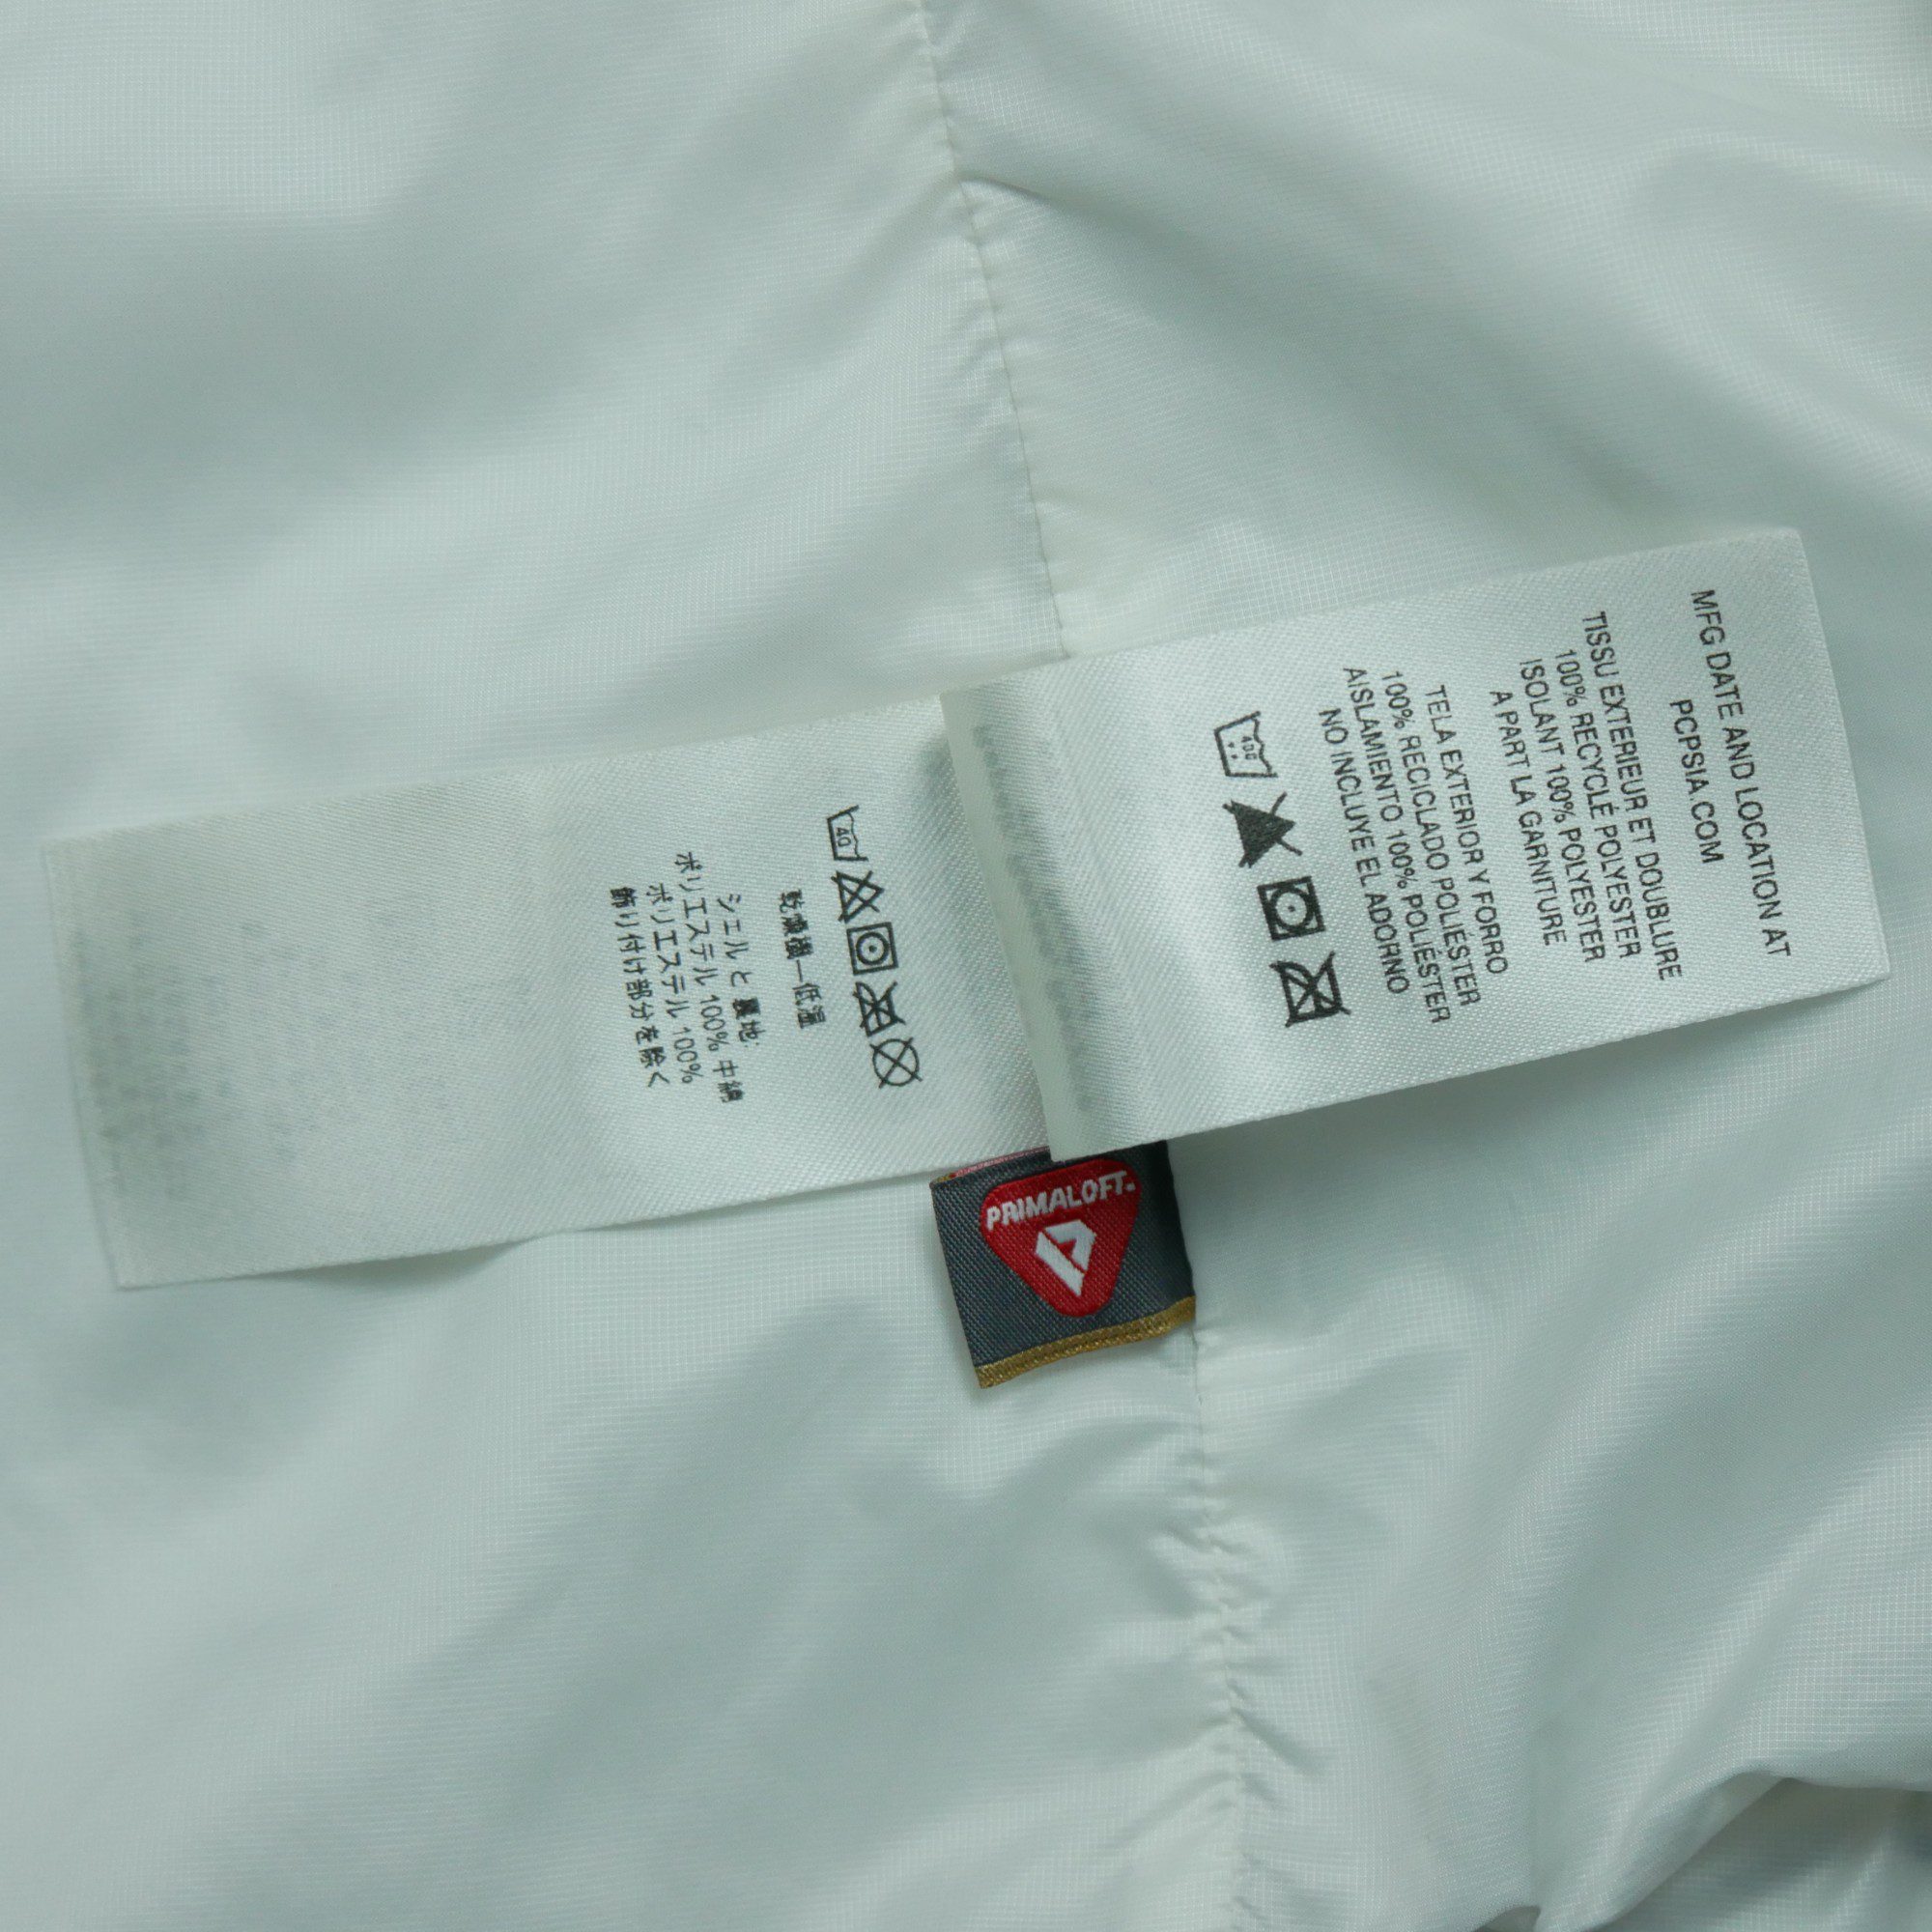 MFG DATE AND LOCATION AT
PCPSIA.COM
TISSU EXTERIEUR ET DOUBLURE
100% RECYCLÉ POLYESTER
ISOLANT 100% POLYESTER
A PART LA GARNITURE
TELA EXTERIOR Y FORRO
100% RECICLADO POLIÉSTER
AISLAMIENTO 100% POLIÉSTER
NO INCLUYE EL ADORNO
40C
40
乾燥機—低温
シェルと 裏地:
ポリエステル 100% 中綿
ポリエステル 100%
飾り付け部分を除く
PRIMALOFT.